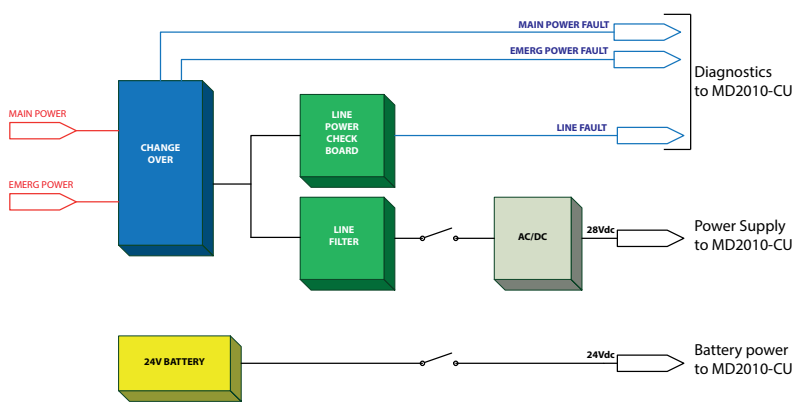 MAIN POWER FAULT
EMERG POWER FAULT
Diagnostics
to MD2010-CU
MAIN POWER
LINE
POWER
CHECK
BOARD
LINE FAULT
CHANGE
OVER
EMERG POWER
LINE
FILTER
AC/DC
28Vdc
Power Supply
to MD2010-CU
24V BATTERY
24Vdc
Battery power
to MD2010-CU